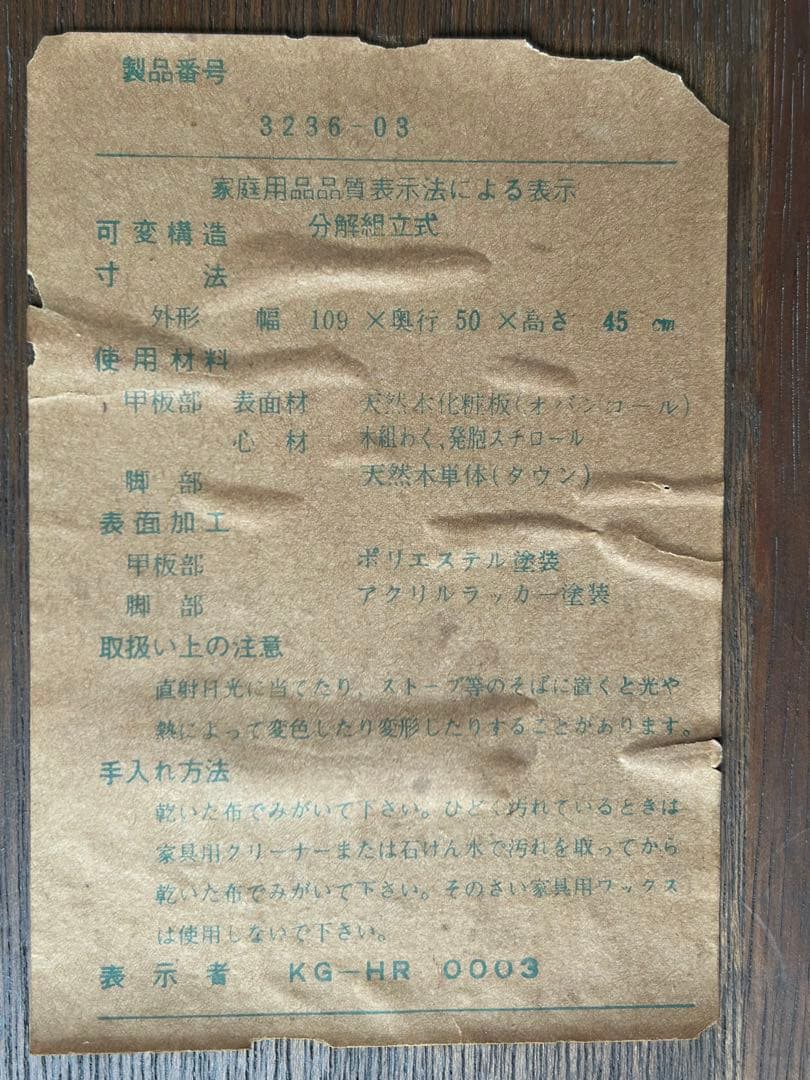 製品番号
3236-03
家庭用品品質表示法による表示
可変構造 分解組立式
寸法
外形 幅 109 ×奥行 50 ×高さ 45 cm
使用材料
甲板部 表面材 天然木化粧板(オバンコール)
心材 木組わく、発胞スチロール
脚部 天然木単体(タウン)
表面加工
甲板部 ポリエステル塗装
脚部 アクリルラッカー塗装
取扱い上の注意
直射日光に当てたり、ストーブ等のそばに置くと光や
熱によって変色したり変形したりすることがあります。
手入れ方法
乾いた布でみがいて下さい。ひどく汚れているときは
家具用クリーナーまたは石けん水で汚れを取ってから
乾いた布でみがいて下さい。そのさい家具用ワックス
は使用しないで下さい。
表示者 KG-HR 0003